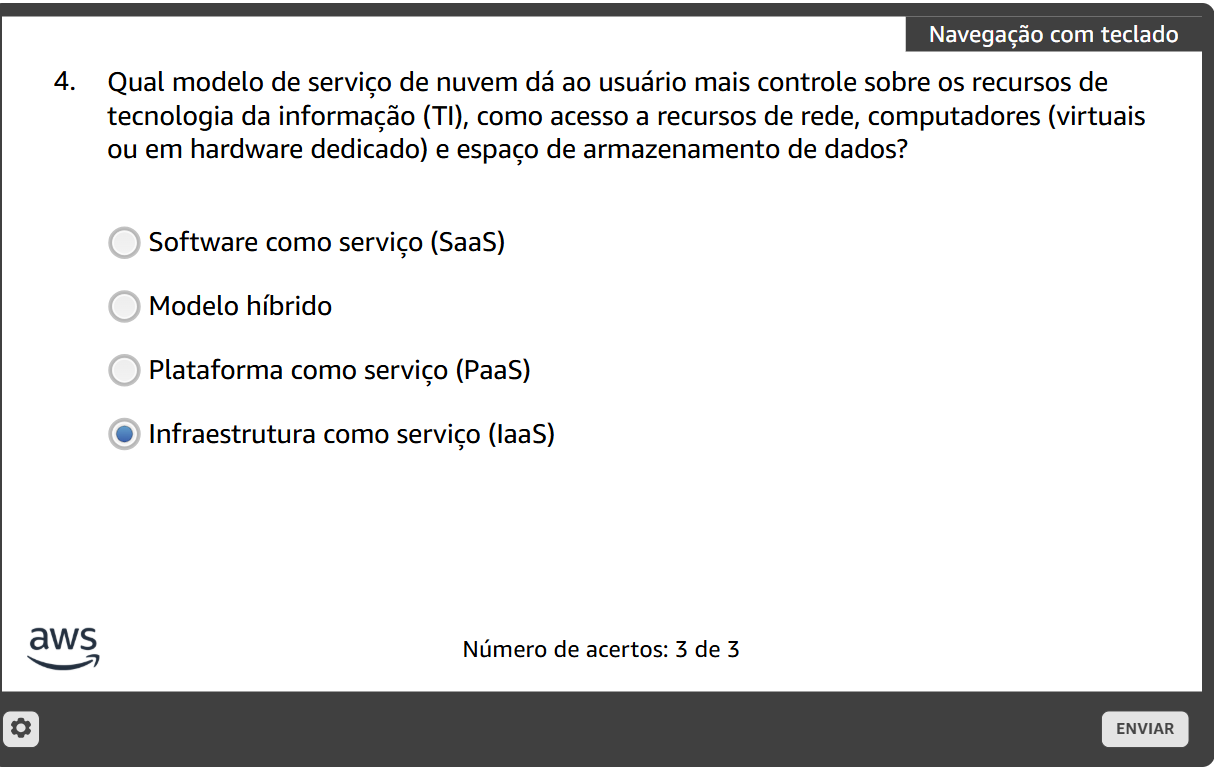 Navegação com teclado
4. Qual modelo de serviço de nuvem dá ao usuário mais controle sobre os recursos de
tecnologia da informação (TI), como acesso a recursos de rede, computadores (virtuais
ou em hardware dedicado) e espaço de armazenamento de dados?
Software como serviço (SaaS)
Modelo híbrido
Plataforma como serviço (PaaS)
Infraestrutura como serviço (IaaS)
aws
Número de acertos: 3 de 3
ENVIAR